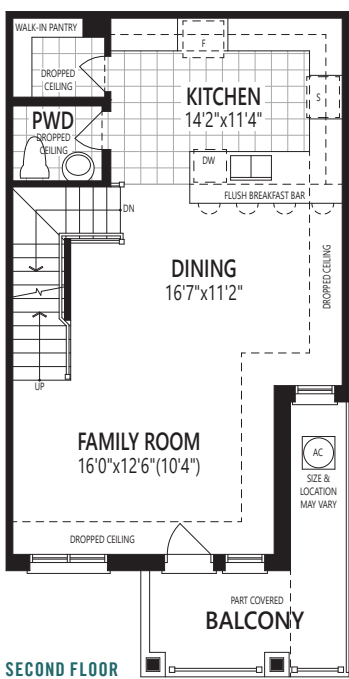 WALK-IN PANTRY
F
DROPPED
CEILING
KITCHEN
14'2"x11'4"
S
PWD
DROPPED
CEILING
DW
FLUSH BREAKFAST BAR
DN
DINING
16'7"x11'2"
DROPPED CEILING
UP
FAMILY ROOM
16'0"x12'6"(10'4")
AC
SIZE &
LOCATION
MAY VARY
DROPPED CEILING
PART COVERED
BALCONY
SECOND FLOOR